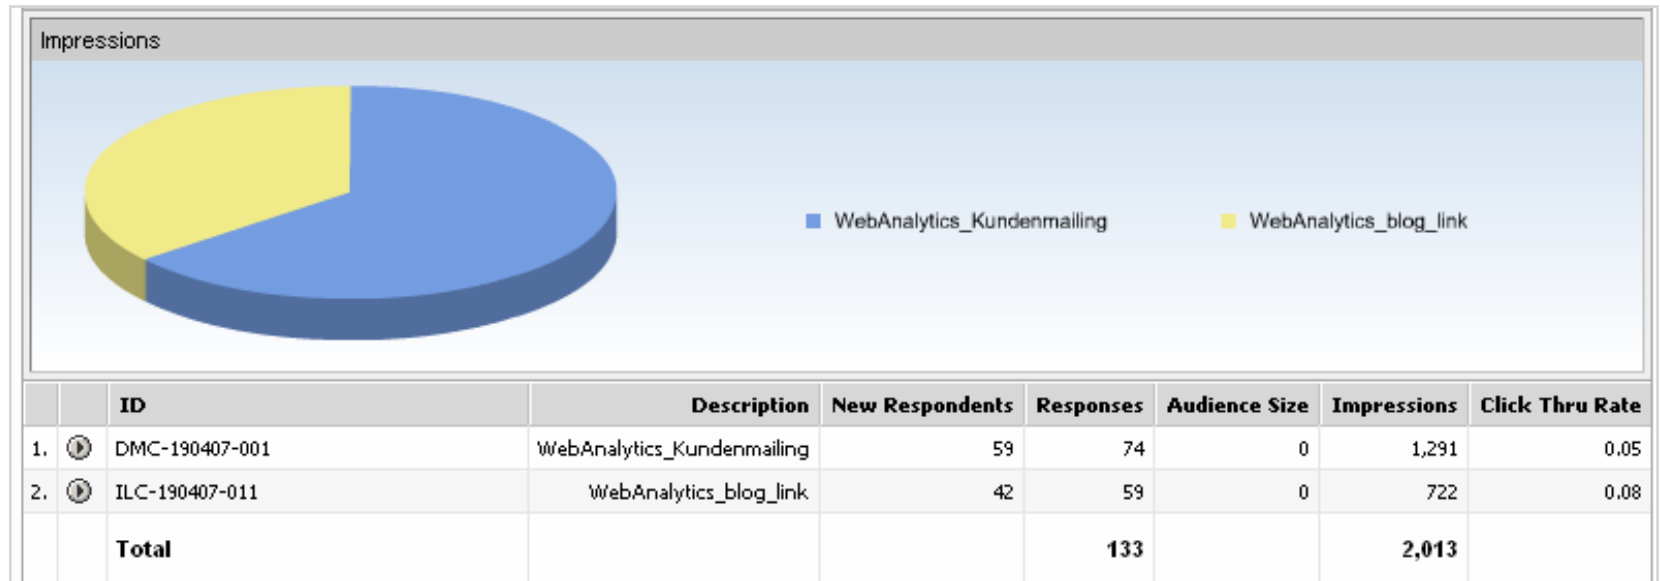 Impressions
WebAnalytics_Kundenmailing WebAnalytics_blog_link
ID Description New Respondents Responses Audience Size Impressions Click Thru Rate
1. DMC-190407-001 WebAnalytics_Kundenmailing 59 74 0 1,291 0.05
2. ILC-190407-011 WebAnalytics_blog_link 42 59 0 722 0.08
Total 133 2,013